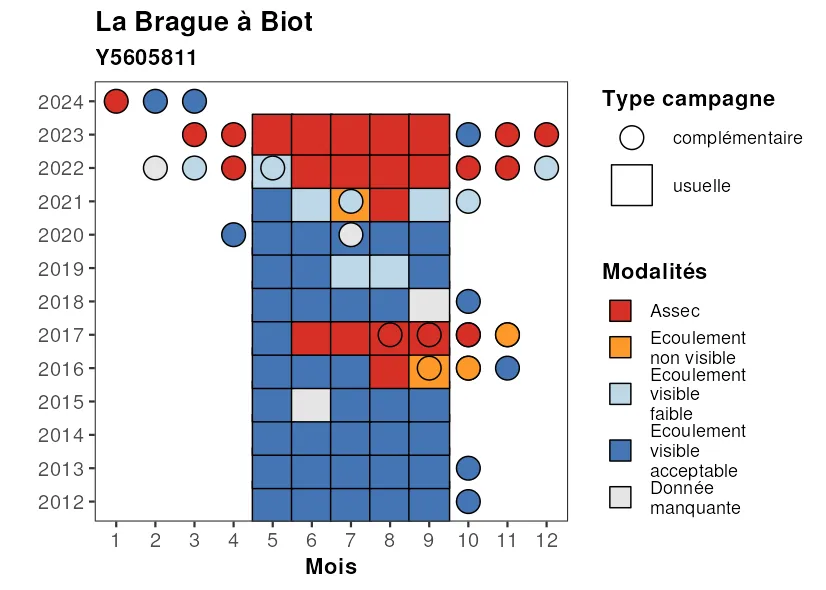 La Brague à Biot
Y5605811
2024
2023
2022
2021
2020
2019
2018
2017
2016
2015
2014
2013
2012
1 2 3 4 5 6 7 8 9 10 11 12
Mois
Type campagne
complémentaire
usuelle
Modalités
Assec
Ecoulement
non visible
Ecoulement
visible
faible
Ecoulement
visible
acceptable
Donnée
manquante